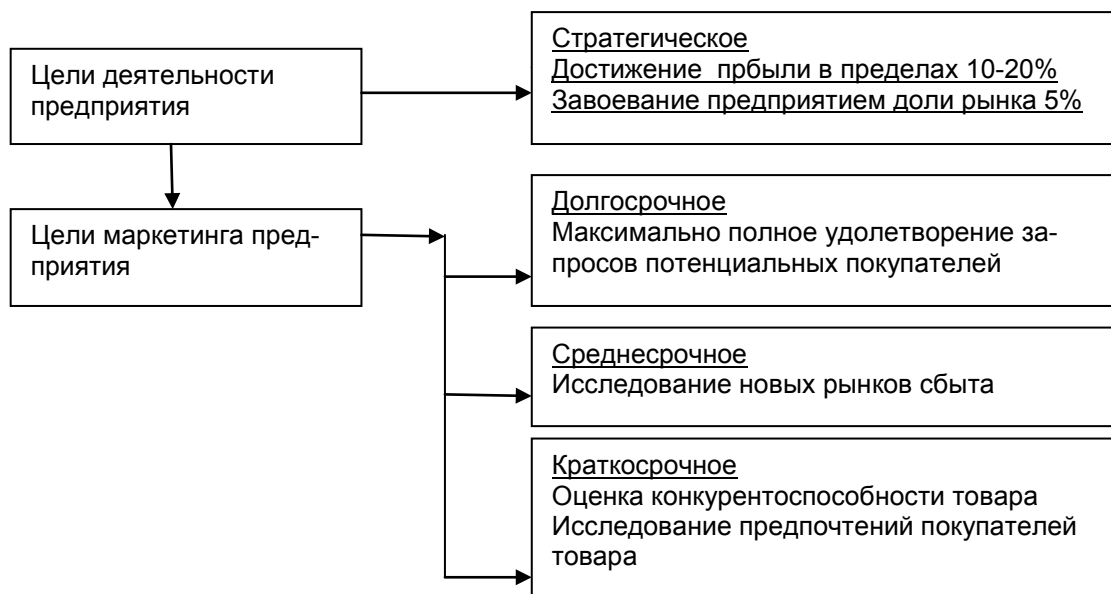 Цели деятельности
предприятия
Стратегическое
Достижение прбыли в пределах 10-20%
Завоевание предприятием доли рынка 5%
Цели маркетинга пред-
приятия
Долгосрочное
Максимально полное удолетворение за-
просов потенциальных покупателей
Среднесрочное
Исследование новых рынков сбыта
Краткосрочное
Оценка конкурентоспособности товара
Исследование предпочтений покупателей
товара